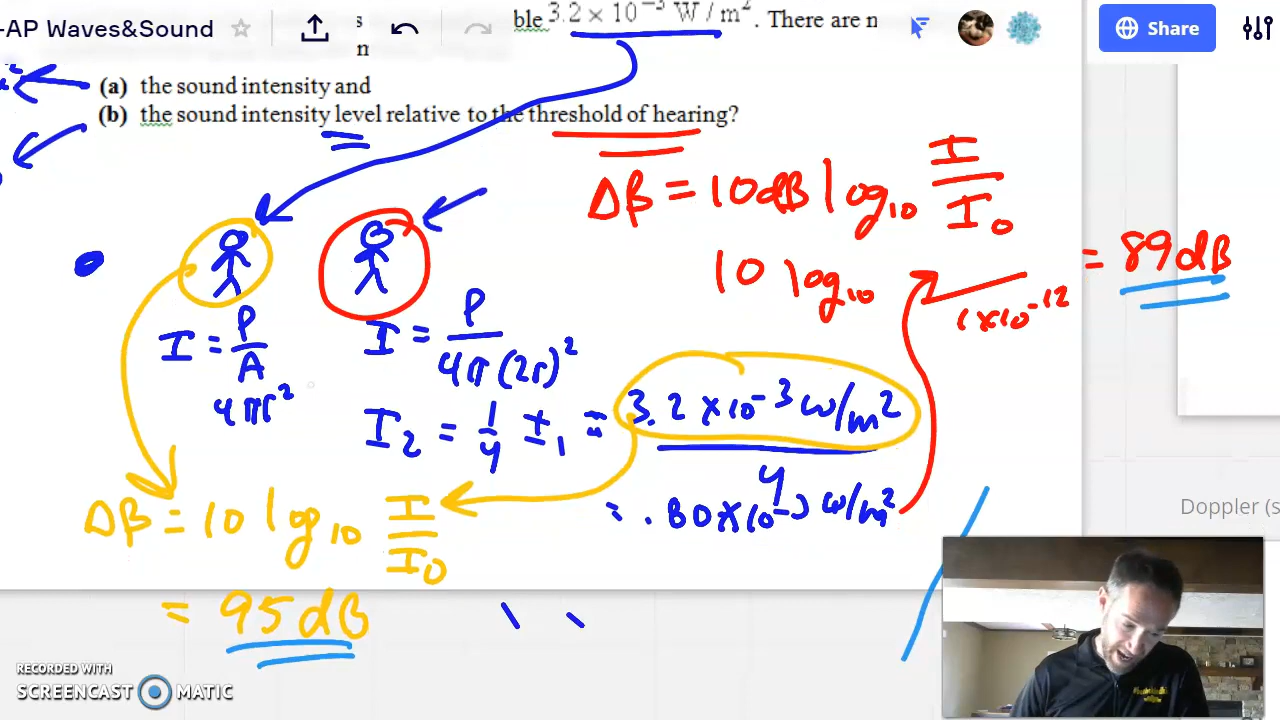 -AP Waves&Sound
Share
s
ble 3.2 × 10⁻³ W / m². There are n
(a) the sound intensity and
(b) the sound intensity level relative to the threshold of hearing?
Δβ = 10dB log₁₀ I/I₀
10 log₁₀ /1×10⁻¹² = 89dB
I = P/A
4πr²
I = P/4π(2r)²
I₂ = 1/4 I₁ = 3.2 × 10⁻³ W/m²/4
= .80×10⁻³ W/m²
Δβ = 10 log₁₀ I/I₀
= 95dB
Doppler (s
RECORDED WITH
SCREENCAST MATIC